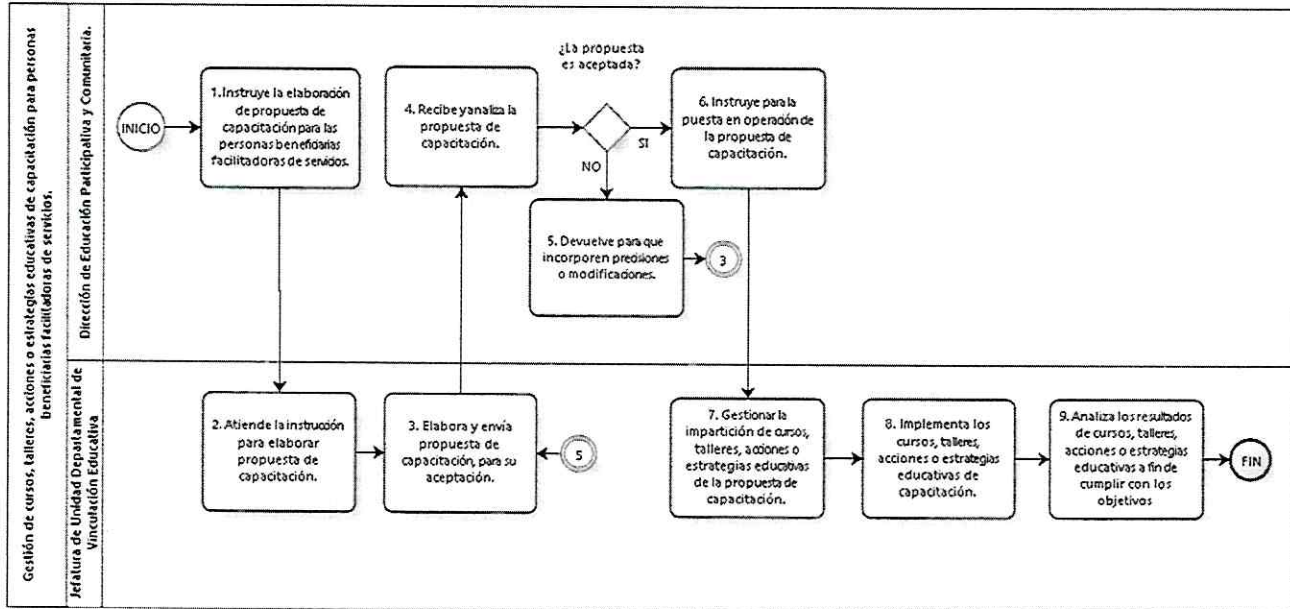 Gestión de cursos, talleres, acciones o estrategias educativas de capacitación para personas
beneficiarias facilitadoras de servicios.
Dirección de Educación Participativa y Comunitaria.
INICIO
1. Instruye la elaboración
de propuesta de
capacitación para las
personas beneficiarias
facilitadoras de servicios.
4. Recibe y analiza la
propuesta de
capacitación.
¿La propuesta
es aceptada?
SI
NO
6. Instruye para la
puesta en operación de
la propuesta de
capacitación.
5. Devuelve para que
incorporen precisiones
o modificaciones.
3
Jefatura de Unidad Depatamental de
Vinculación Educativa
2. Atiende la instrucción
para elaborar
propuesta de
capacitación.
3. Elabora y envía
propuesta de
capacitación, para su
aceptación.
5
7. Gestionar la
impartición de cursos,
talleres, acciones o
estrategias educativas
de la propuesta de
capacitación.
8. Implementa los
cursos, talleres,
acciones o estrategias
educativas de
capacitación.
9. Analiza los resultados
de cursos, talleres,
acciones o estrategias
educativas a fin de
cumplir con los
objetivos
FIN